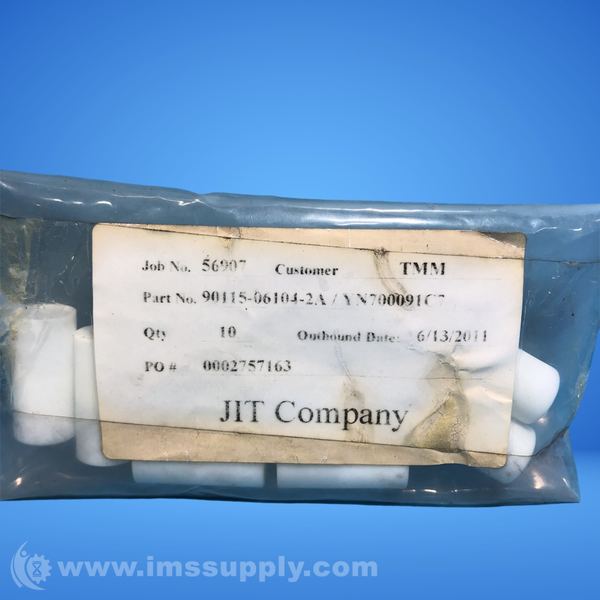 Job No. 56907 Customer TMM
Part No. 90115-06104-2A / YN700091C7
Qty 10 Outbound Date: 6/13/2011
PO # 0002757163
JIT Company
www.imssupply.com